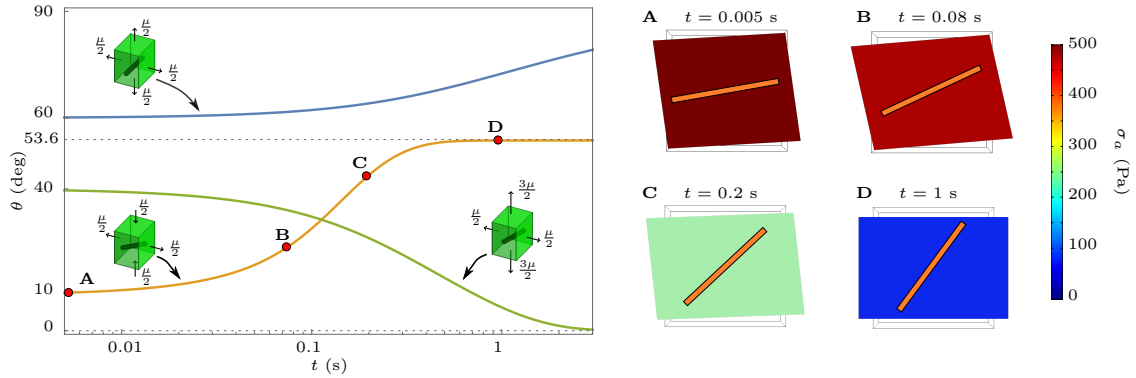 90
60
53.6
40
10
0
θ (deg)
0.01
0.1
1
t (s)
μ/2
μ/2
μ/2
μ/2
μ/2
μ/2
μ/2
μ/2
3μ/2
μ/2
μ/2
3μ/2
A
B
C
D
A t = 0.005 s
B t = 0.08 s
C t = 0.2 s
D t = 1 s
500
400
300
200
100
0
σₐ (Pa)